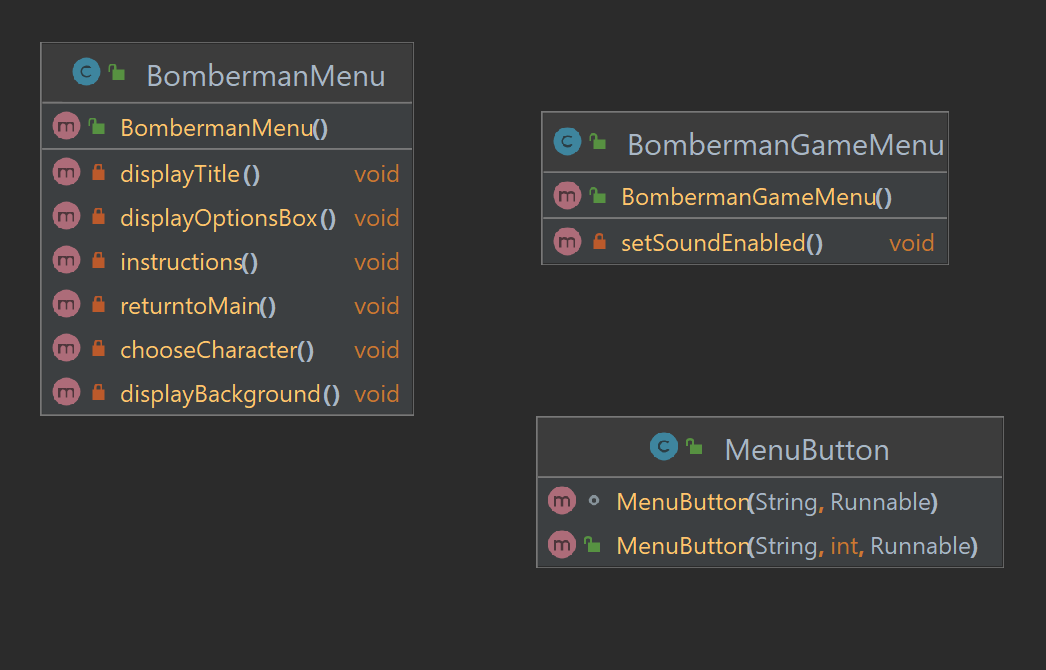 BombermanMenu
BombermanMenu()
displayTitle() void
displayOptionsBox() void
instructions() void
returntoMain() void
chooseCharacter() void
displayBackground() void
BombermanGameMenu
BombermanGameMenu()
setSoundEnabled() void
MenuButton
MenuButton(String, Runnable)
MenuButton(String, int, Runnable)